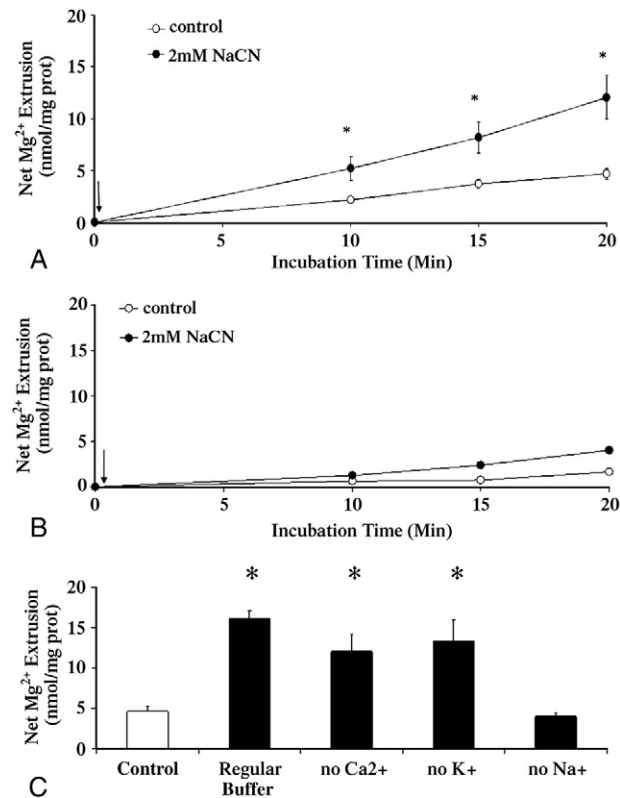 control
2mM NaCN
*
*
*
20
15
10
5
0
Net Mg²⁺ Extrusion
(nmol/mg prot)
0 5 10 15 20
Incubation Time (Min)
A
control
2mM NaCN
20
15
10
5
0
Net Mg²⁺ Extrusion
(nmol/mg prot)
0 5 10 15 20
Incubation Time (Min)
B
* * *
20
15
10
5
0
Net Mg²⁺ Extrusion
(nmol/mg prot)
Control Regular no Ca2+ no K+ no Na+
Buffer
C